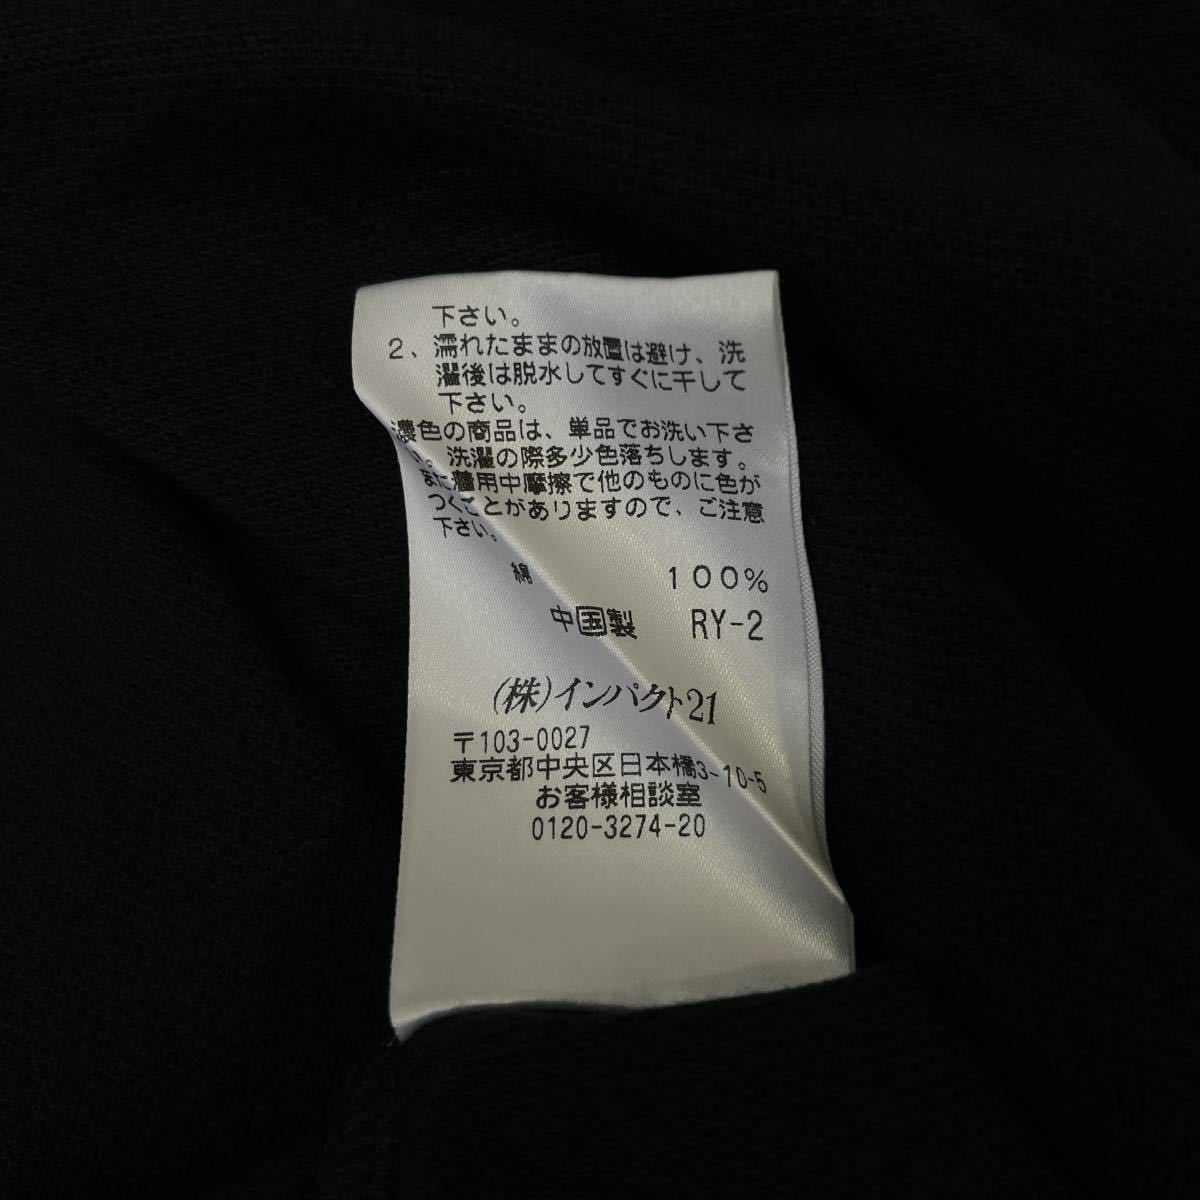 下さい。
2、濡れたままの放置は避け、洗
濯後は脱水してすぐに干して
下さい。
濃色の商品は、単品でお洗い下さ
い。洗濯の際多少色落ちします。
また着用中摩擦で他のものに色が
つくことがありますので、ご注意
下さい。
綿 100%
中国製 RY-2
(株)インパクト21
〒103-0027
東京都中央区日本橋3-10-5
お客様相談室
0120-3274-20